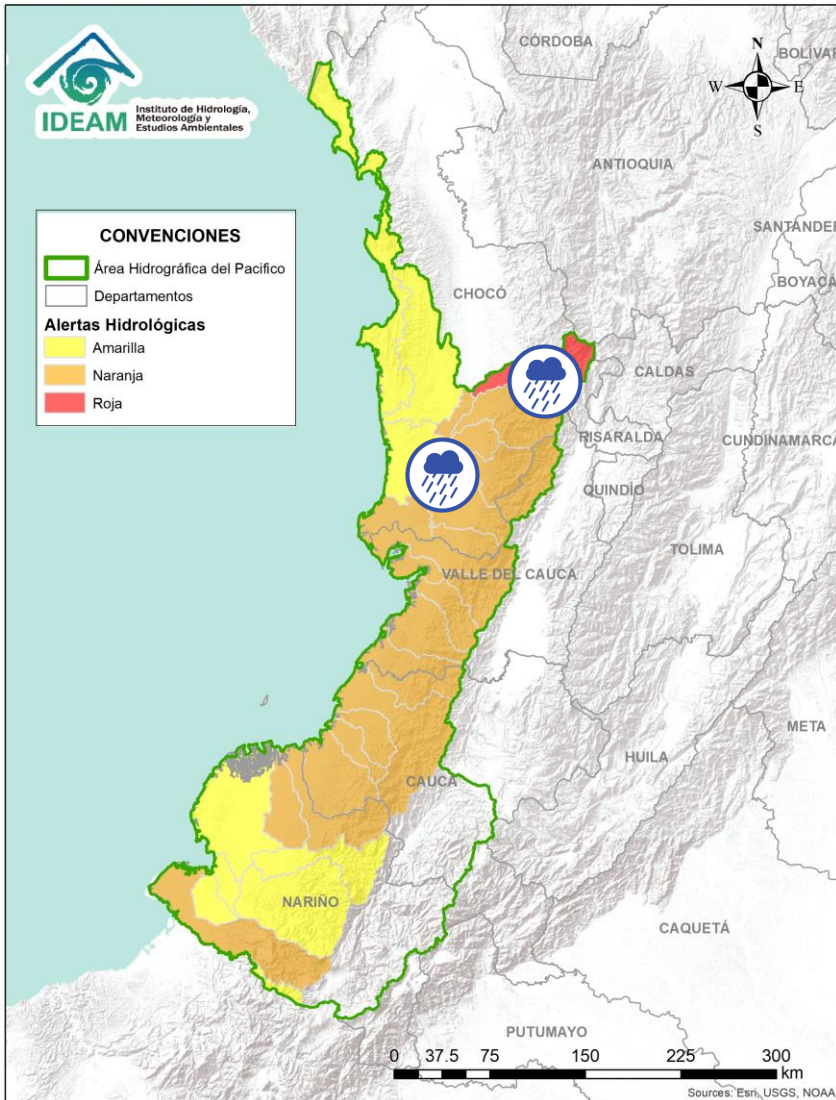 IDEAM
Instituto de Hidrología,
Meteorología y
Estudios Ambientales
CÓRDOBA
BOLÍVAR
N
W
E
S
ANTIOQUIA
SANTANDER
BOYACÁ
CONVENCIONES
Área Hidrográfica del Pacifico
Departamentos
Alertas Hidrológicas
Amarilla
Naranja
Roja
CHOCÓ
CALDAS
RISARALDA
CUNDINAMARCA
QUINDÍO
TOLIMA
VALLE DEL CAUCA
META
HUILA
CAUCA
NARIÑO
CAQUETÁ
PUTUMAYO
0 37.5 75 150 225 300
km
Sources: Esri, USGS, NOAA